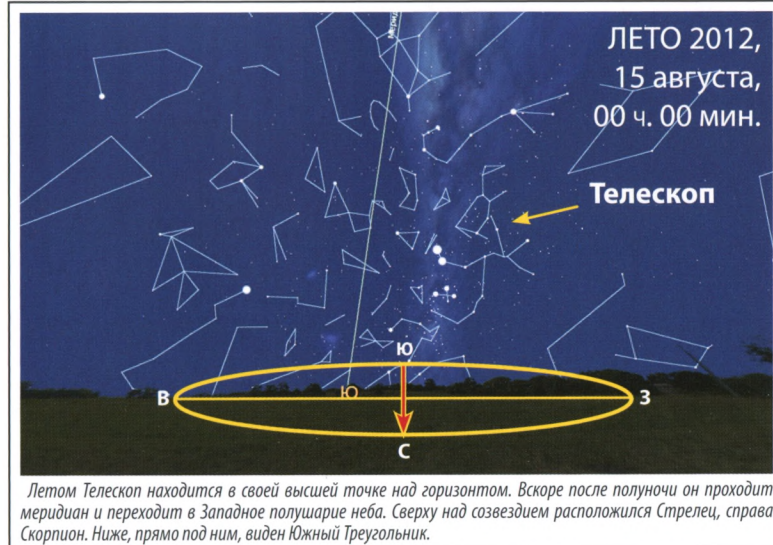 ЛЕТО 2012,
15 августа,
00 ч. 00 мин.
Телескоп
Ю
В
Ю
З
С
Летом Телескоп находится в своей высшей точке над горизонтом. Вскоре после полуночи он проходит
меридиан и переходит в Западное полушарие неба. Сверху над созвездием расположился Стрелец, справа
Скорпион. Ниже, прямо под ним, виден Южный Треугольник.